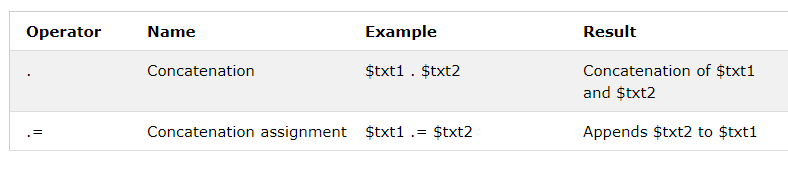 Operator Name Example Result
. Concatenation $txt1 . $txt2 Concatenation of $txt1
and $txt2
.= Concatenation assignment $txt1 .= $txt2 Appends $txt2 to $txt1